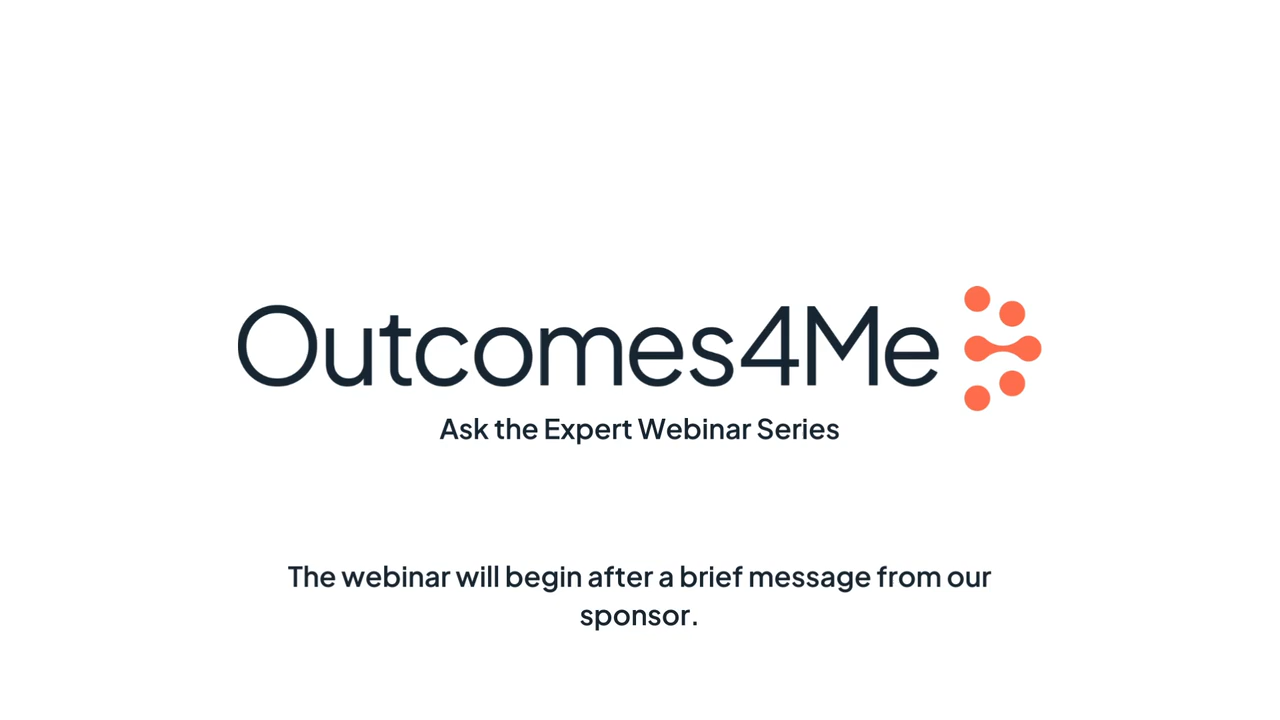 Outcomes4Me
Ask the Expert Webinar Series
The webinar will begin after a brief message from our
sponsor.